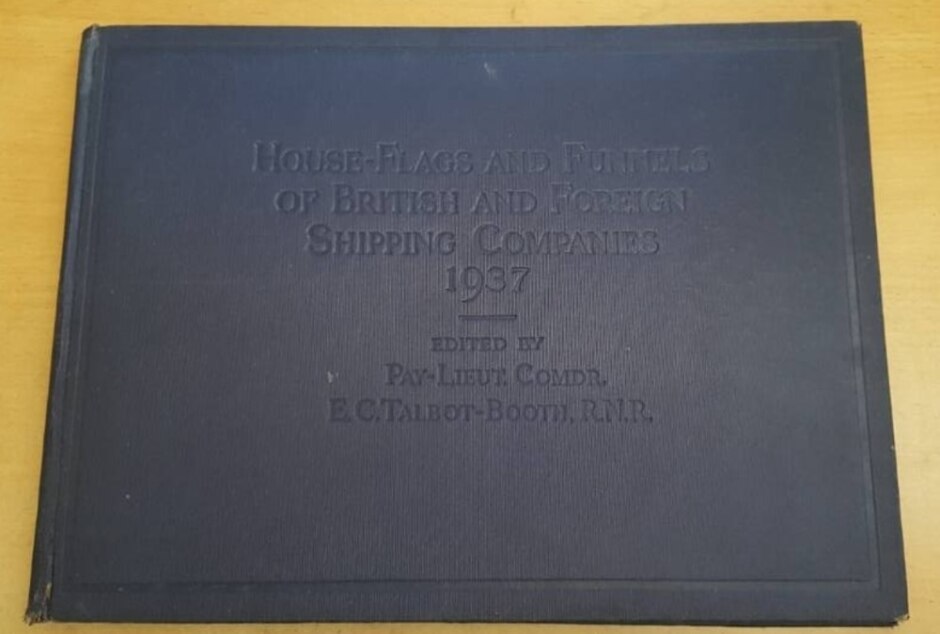 HOUSE-FLAGS AND FUNNELS
OF BRITISH AND FOREIGN
SHIPPING COMPANIES
1937
EDITED BY
PAY-LIEUT. COMDR.
E. C. TALBOT-BOOTH, R.N.R.